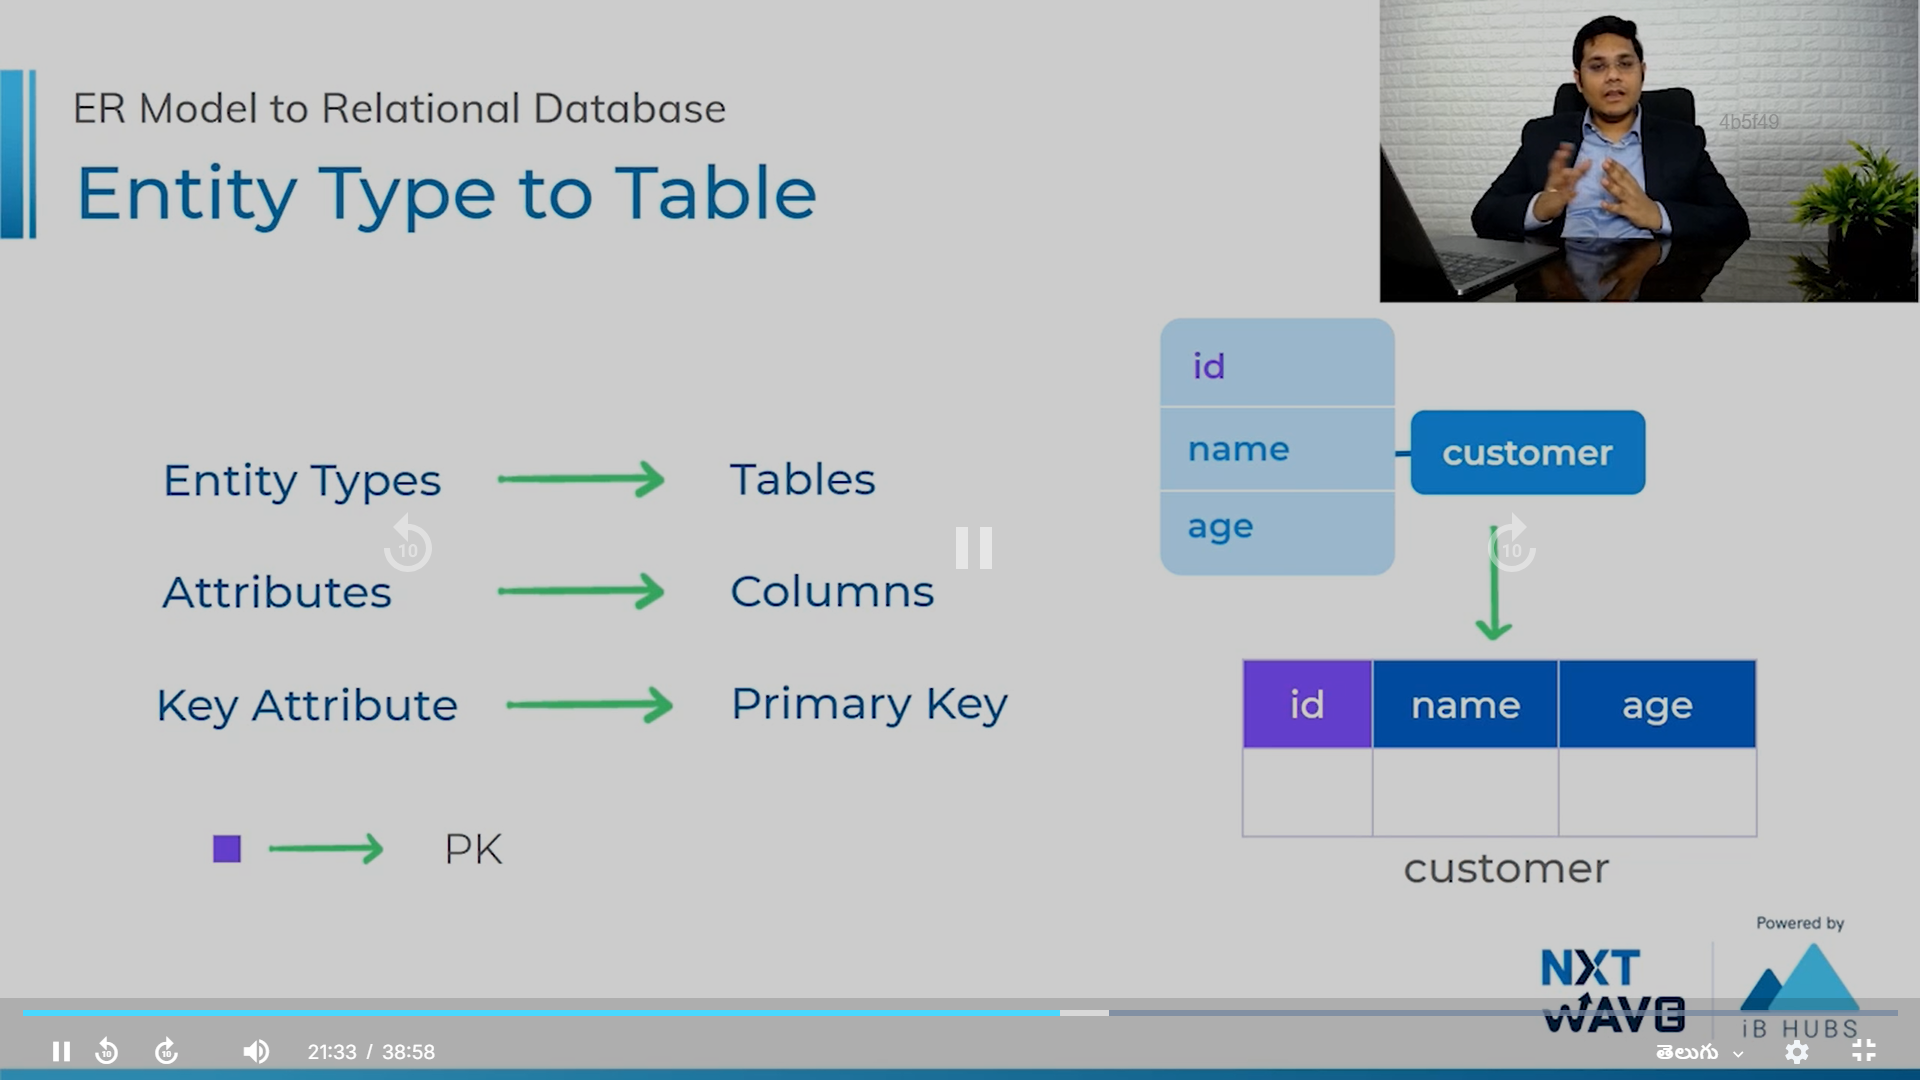 ER Model to Relational Database
Entity Type to Table
4b5f49
id
name
age
customer
Entity Types
Tables
Attributes
Columns
Key Attribute
Primary Key
PK
10
10
id name age
customer
Powered by
NXT
WAVE
iB HUBS
10
10
21:33 / 38:58
తెలుగు